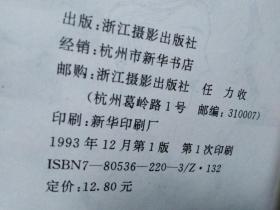 出版:浙江摄影出版社
经销:杭州市新华书店
邮购:浙江摄影出版社 任 力收
(杭州葛岭路1号 邮编:310007)
印刷:新华印刷厂
1993年12月第1版 第1次印刷
ISBN7—80536—220—3/Z·132
定价:12.80元